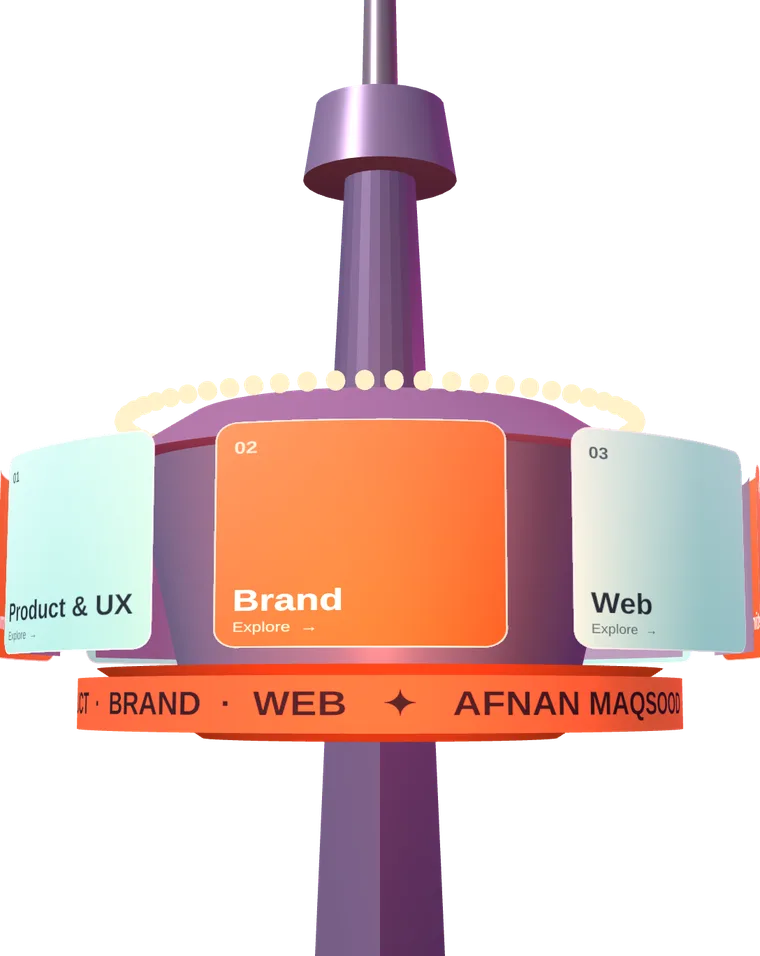 01
Product & UX
Explore →
02
Brand
Explore →
03
Web
Explore →
CT · BRAND · WEB ✦ AFNAN MAQSOOD